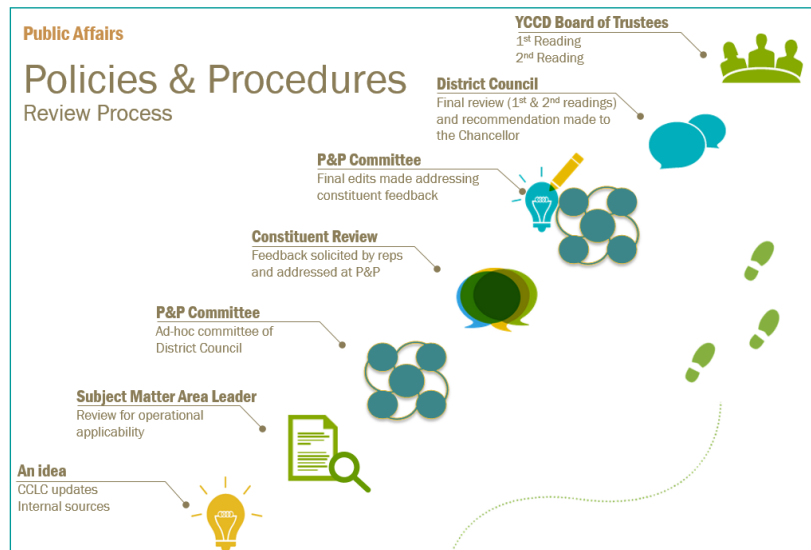 Public Affairs
Policies & Procedures
Review Process
YCCD Board of Trustees
1st Reading
2nd Reading
District Council
Final review (1st & 2nd readings)
and recommendation made to
the Chancellor
P&P Committee
Final edits made addressing
constituent feedback
Constituent Review
Feedback solicited by reps
and addressed at P&P
P&P Committee
Ad-hoc committee of
District Council
Subject Matter Area Leader
Review for operational
applicability
An idea
CCLC updates
Internal sources